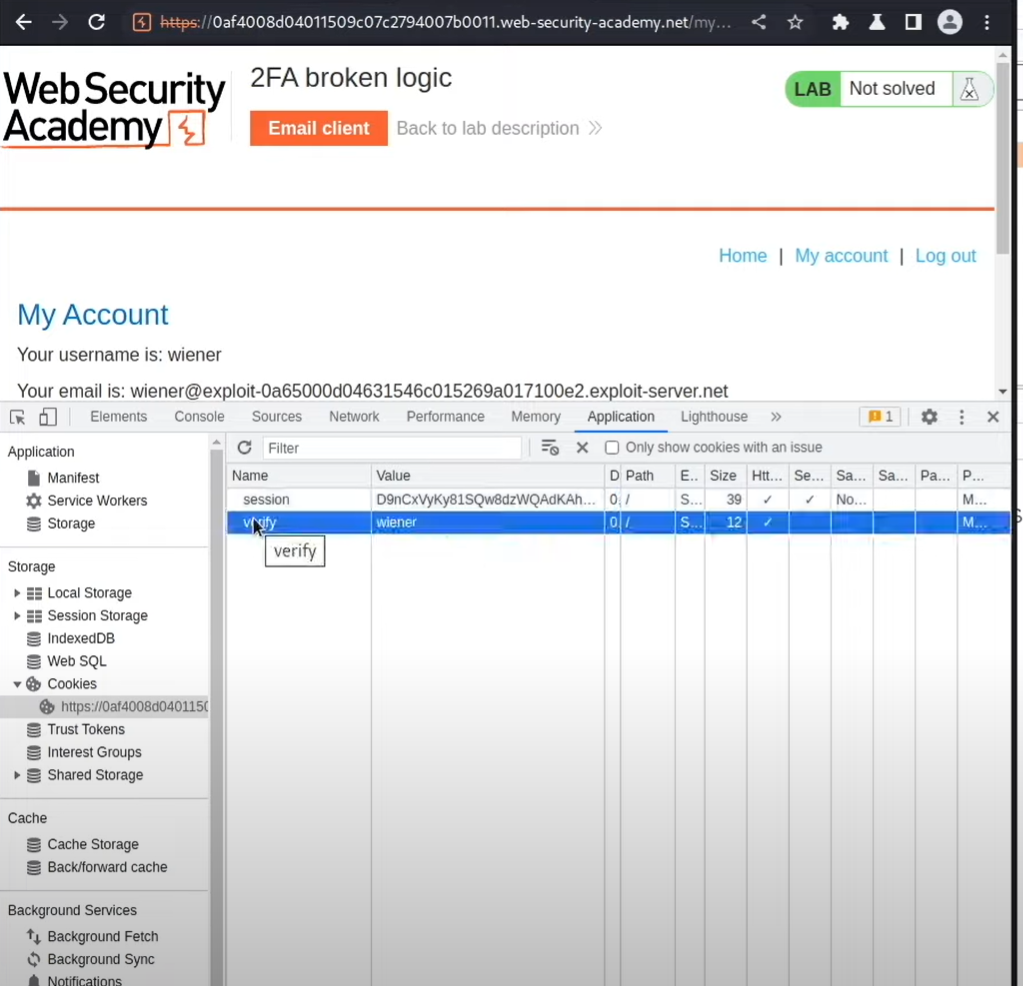 https://0af4008d04011509c07c2794007b0011.web-security-academy.net/my...
WebSecurity
Academy
2FA broken logic
Email client
Back to lab description
LAB
Not solved
Home | My account | Log out
My Account
Your username is: wiener
Your email is: wiener@exploit-0a65000d04631546c015269a017100e2.exploit-server.net
Elements Console Sources Network Performance Memory Application Lighthouse » 1
Application
Manifest
Service Workers
Storage
Storage
Local Storage
Session Storage
IndexedDB
Web SQL
Cookies
https://0af4008d0401150
Trust Tokens
Interest Groups
Shared Storage
Cache
Cache Storage
Back/forward cache
Background Services
Background Fetch
Background Sync
Notifications
Filter
Only show cookies with an issue
Name Value D Path E.. Size Htt... Se... Sa... Sa... Pa... P...
session D9nCxVyKy81SQw8dzWQAdKAh... 0. / S... 39 ✓ ✓ No... M...
verify wiener 0. / S... 12 ✓ M...
verify